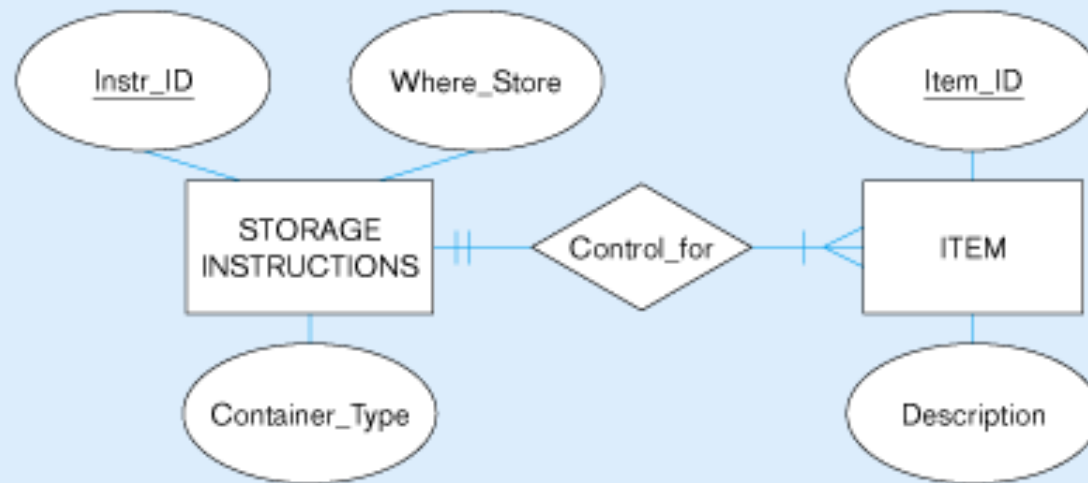 Instr_ID
Where_Store
Item_ID
STORAGE
INSTRUCTIONS
Control_for
ITEM
Container_Type
Description